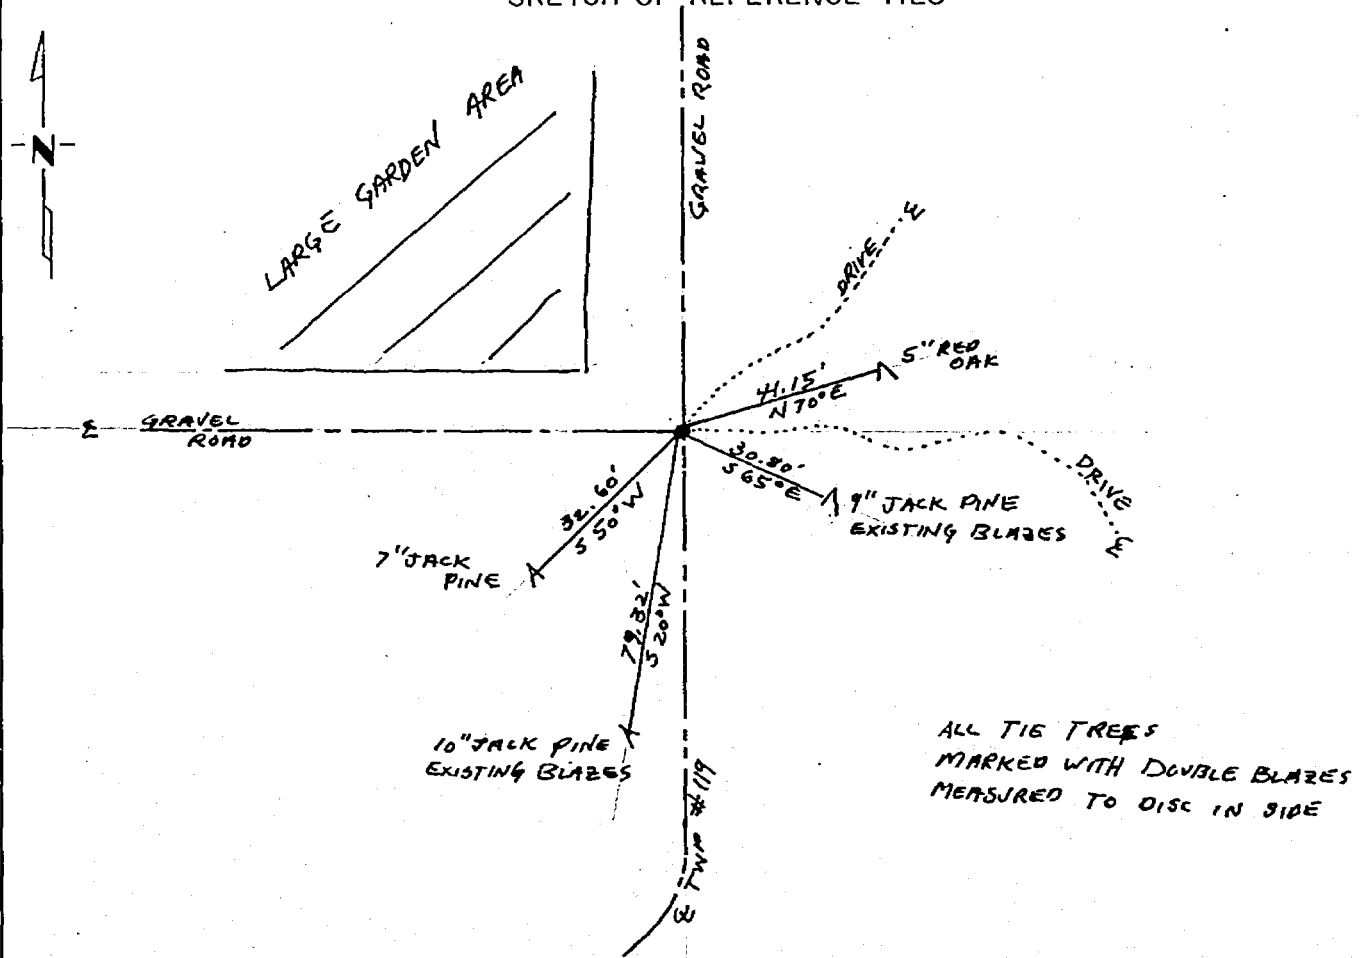 SKETCH OF REFERENCE TIES
N
LARGE GARDEN AREA
GRAVEL ROAD
DRIVE
5" RED
OAK
41.15'
N 70° E
GRAVEL
ROAD
30.80'
S 65° E
DRIVE
9" JACK PINE
EXISTING BLAZES
32.60'
S 50° W
7" JACK
PINE
79.32'
S 20° W
10" JACK PINE
EXISTING BLAZES
℄ TWP #119
ALL TIE TREES
MARKED WITH DOUBLE BLAZES
MEASURED TO DISC IN SIDE